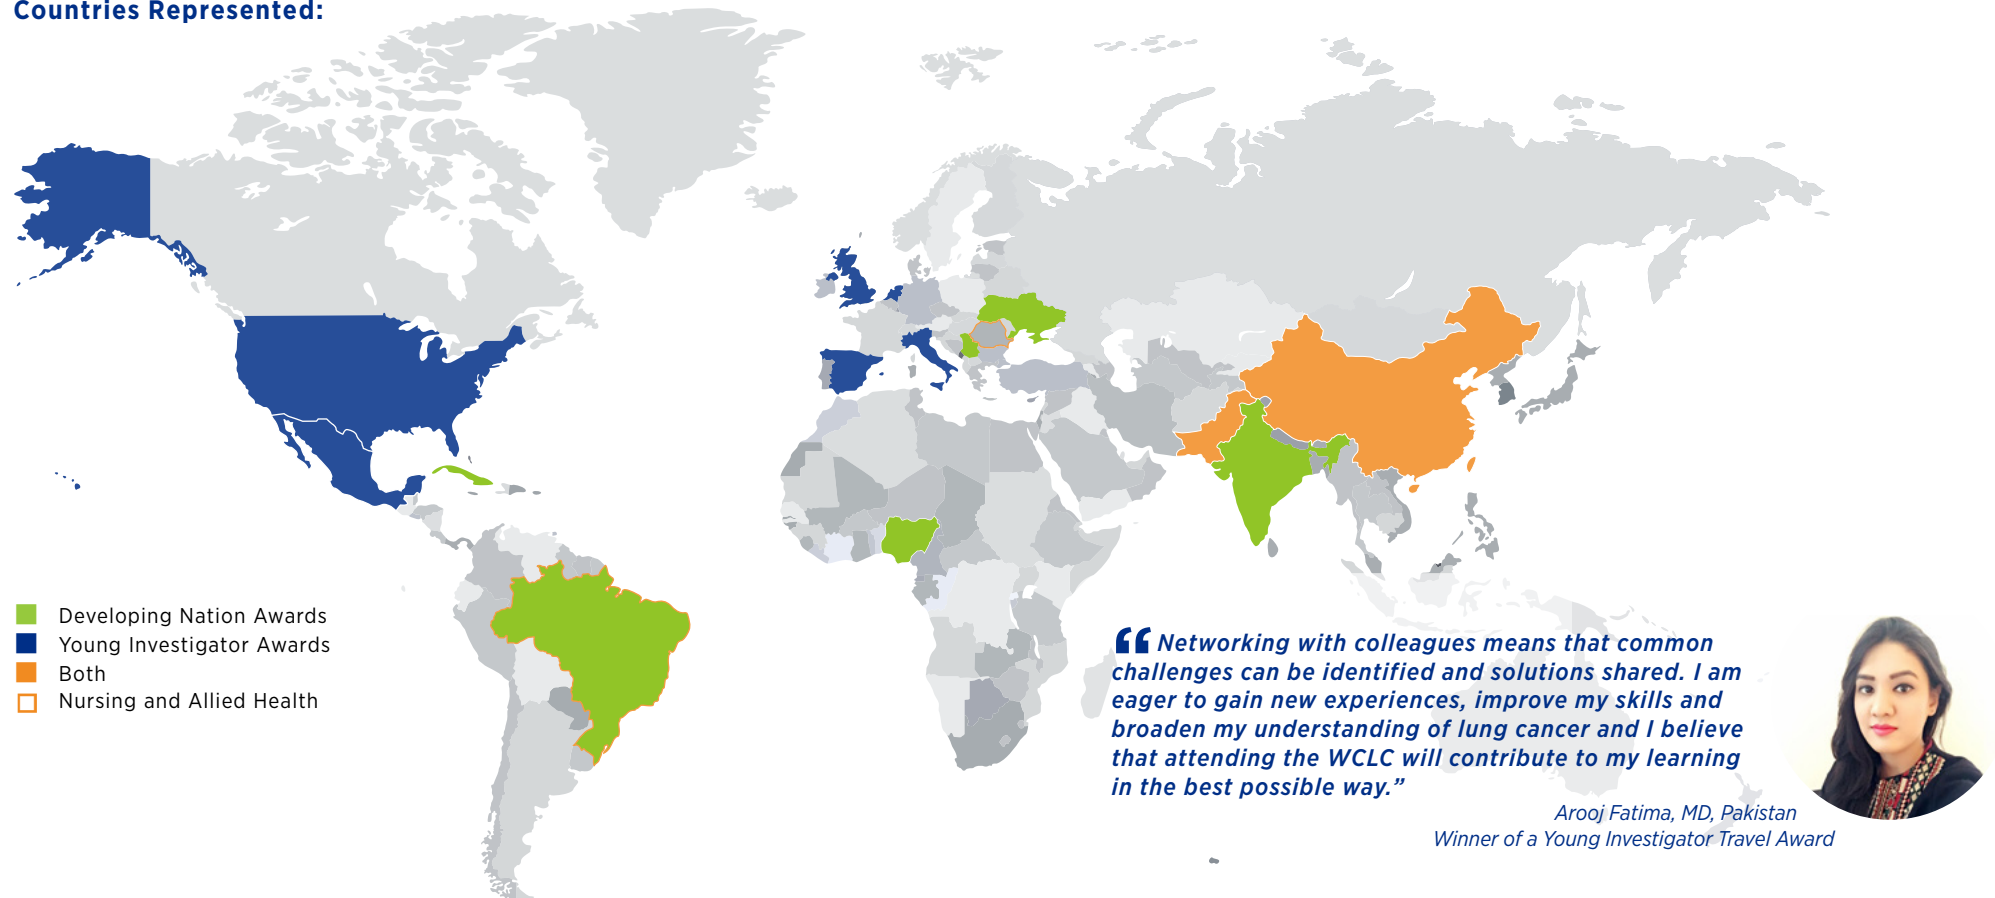 Countries Represented:
Developing Nation Awards
Young Investigator Awards
Both
Nursing and Allied Health
“Networking with colleagues means that common
challenges can be identified and solutions shared. I am
eager to gain new experiences, improve my skills and
broaden my understanding of lung cancer and I believe
that attending the WCLC will contribute to my learning
in the best possible way.”
Arooj Fatima, MD, Pakistan
Winner of a Young Investigator Travel Award